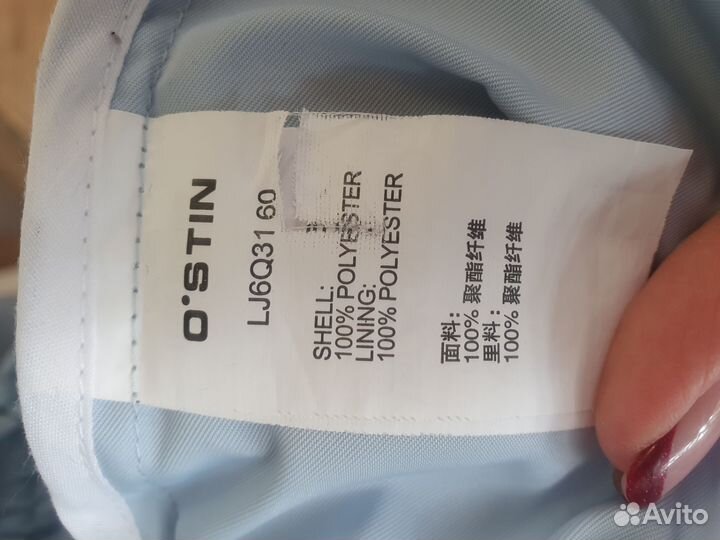 O'STIN
LJ6Q31 60
SHELL:
100% POLYESTER
LINING:
100% POLYESTER
面料:
100% 聚酯纤维
里料:
100% 聚酯纤维
Avito